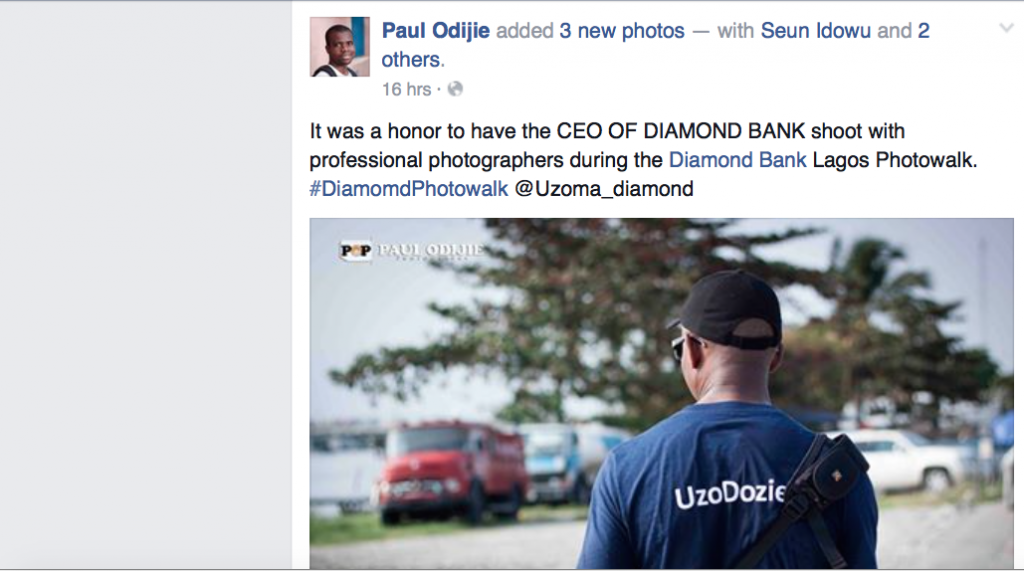 Paul Odijie added 3 new photos — with Seun Idowu and 2
others.
16 hrs ·
It was a honor to have the CEO OF DIAMOND BANK shoot with
professional photographers during the Diamond Bank Lagos Photowalk.
#DiamomdPhotowalk @Uzoma_diamond
POP PAUL ODIJIE
UzoDozie